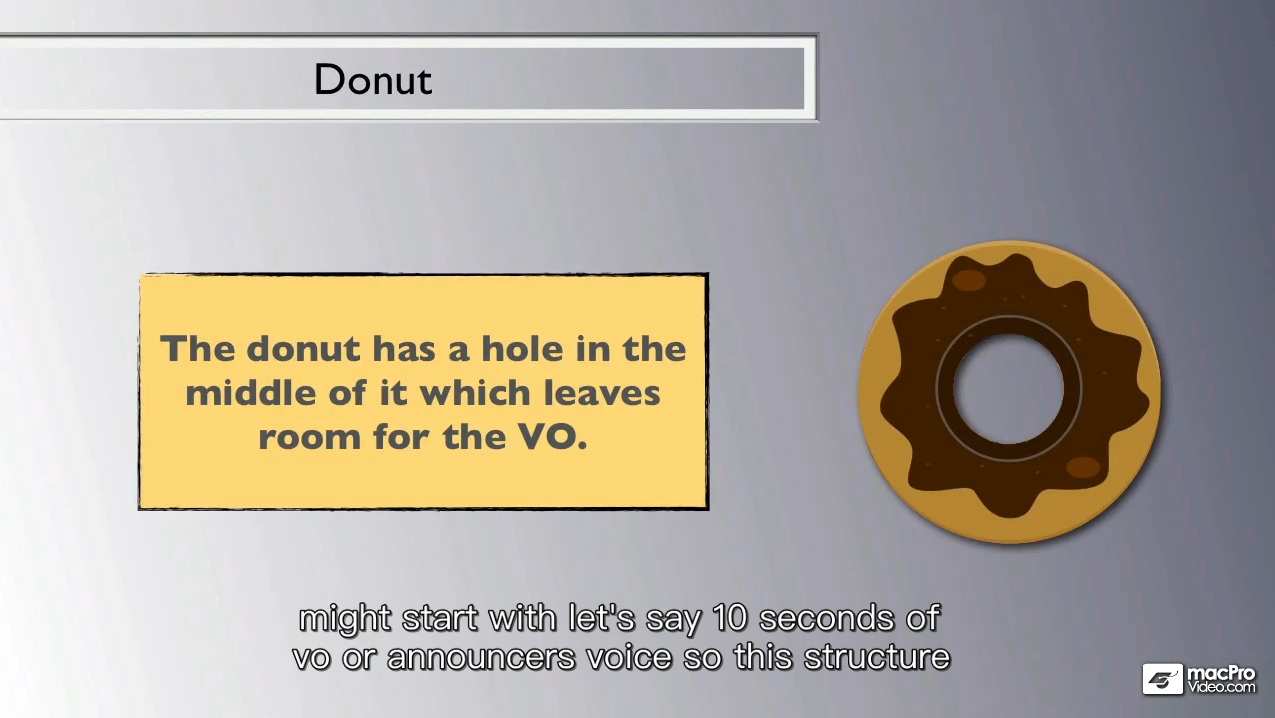 Donut
The donut has a hole in the
middle of it which leaves
room for the VO.
might start with let's say 10 seconds of
vo or announcers voice so this structure
macPro
Video.com